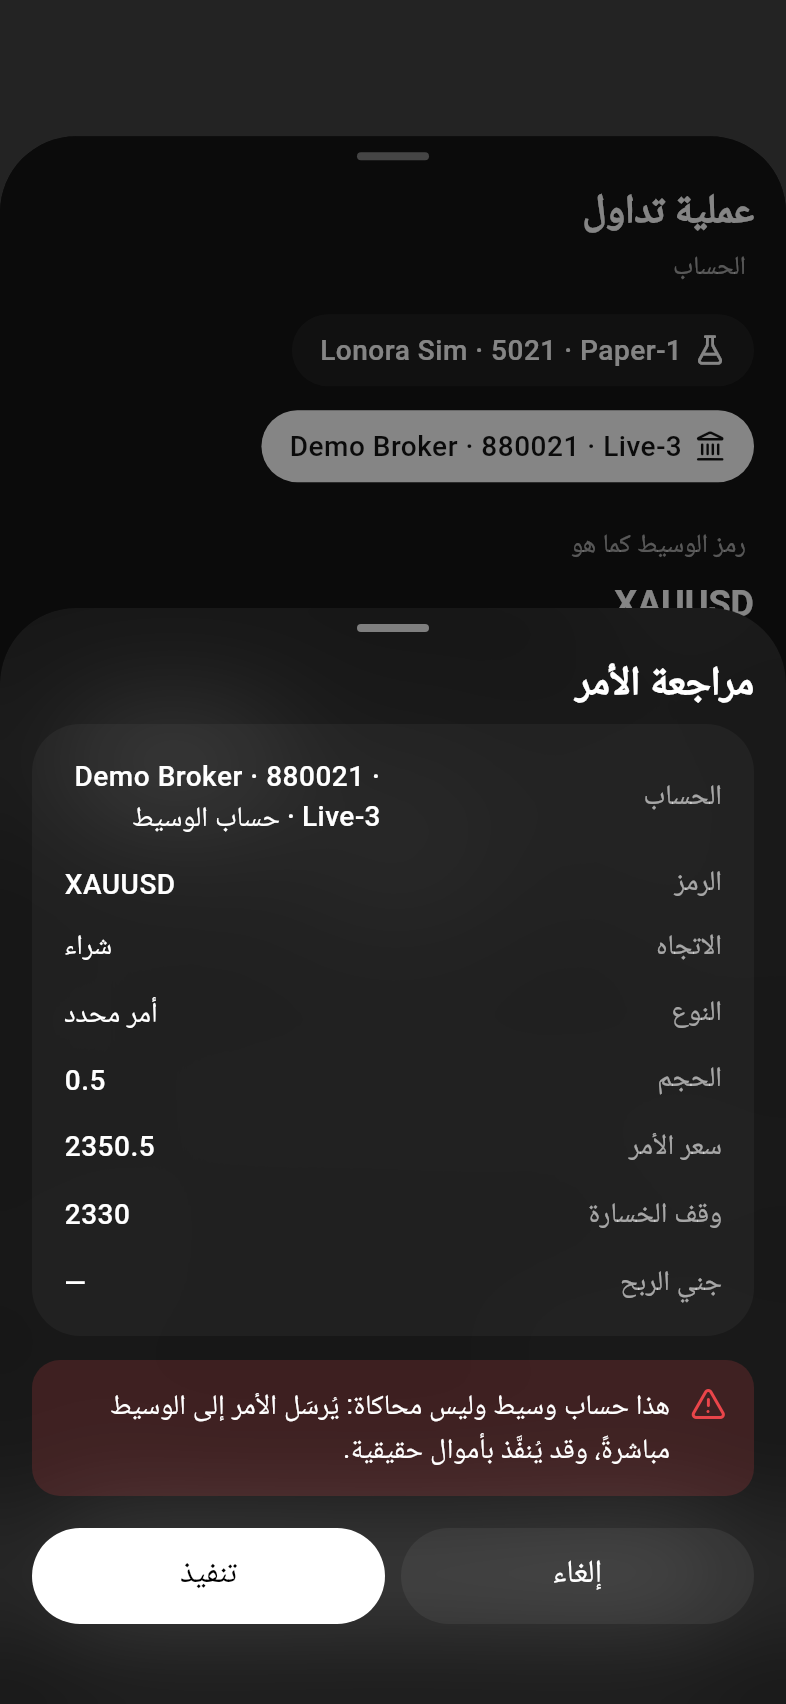 عملية تداول
الحساب
Lonora Sim · 5021 · Paper-1
Demo Broker · 880021 · Live-3
رمز الوسيط كما هو
XAUUSD
مراجعة الأمر
الحساب
Demo Broker · 880021 ·
Live-3 · حساب الوسيط
الرمز
XAUUSD
الاتجاه
شراء
النوع
أمر محدد
الحجم
0.5
سعر الأمر
2350.5
وقف الخسارة
2330
جني الربح
—
هذا حساب وسيط وليس محاكاة: يُرسَل الأمر إلى الوسيط
مباشرةً، وقد يُنفَّذ بأموال حقيقية.
إلغاء
تنفيذ